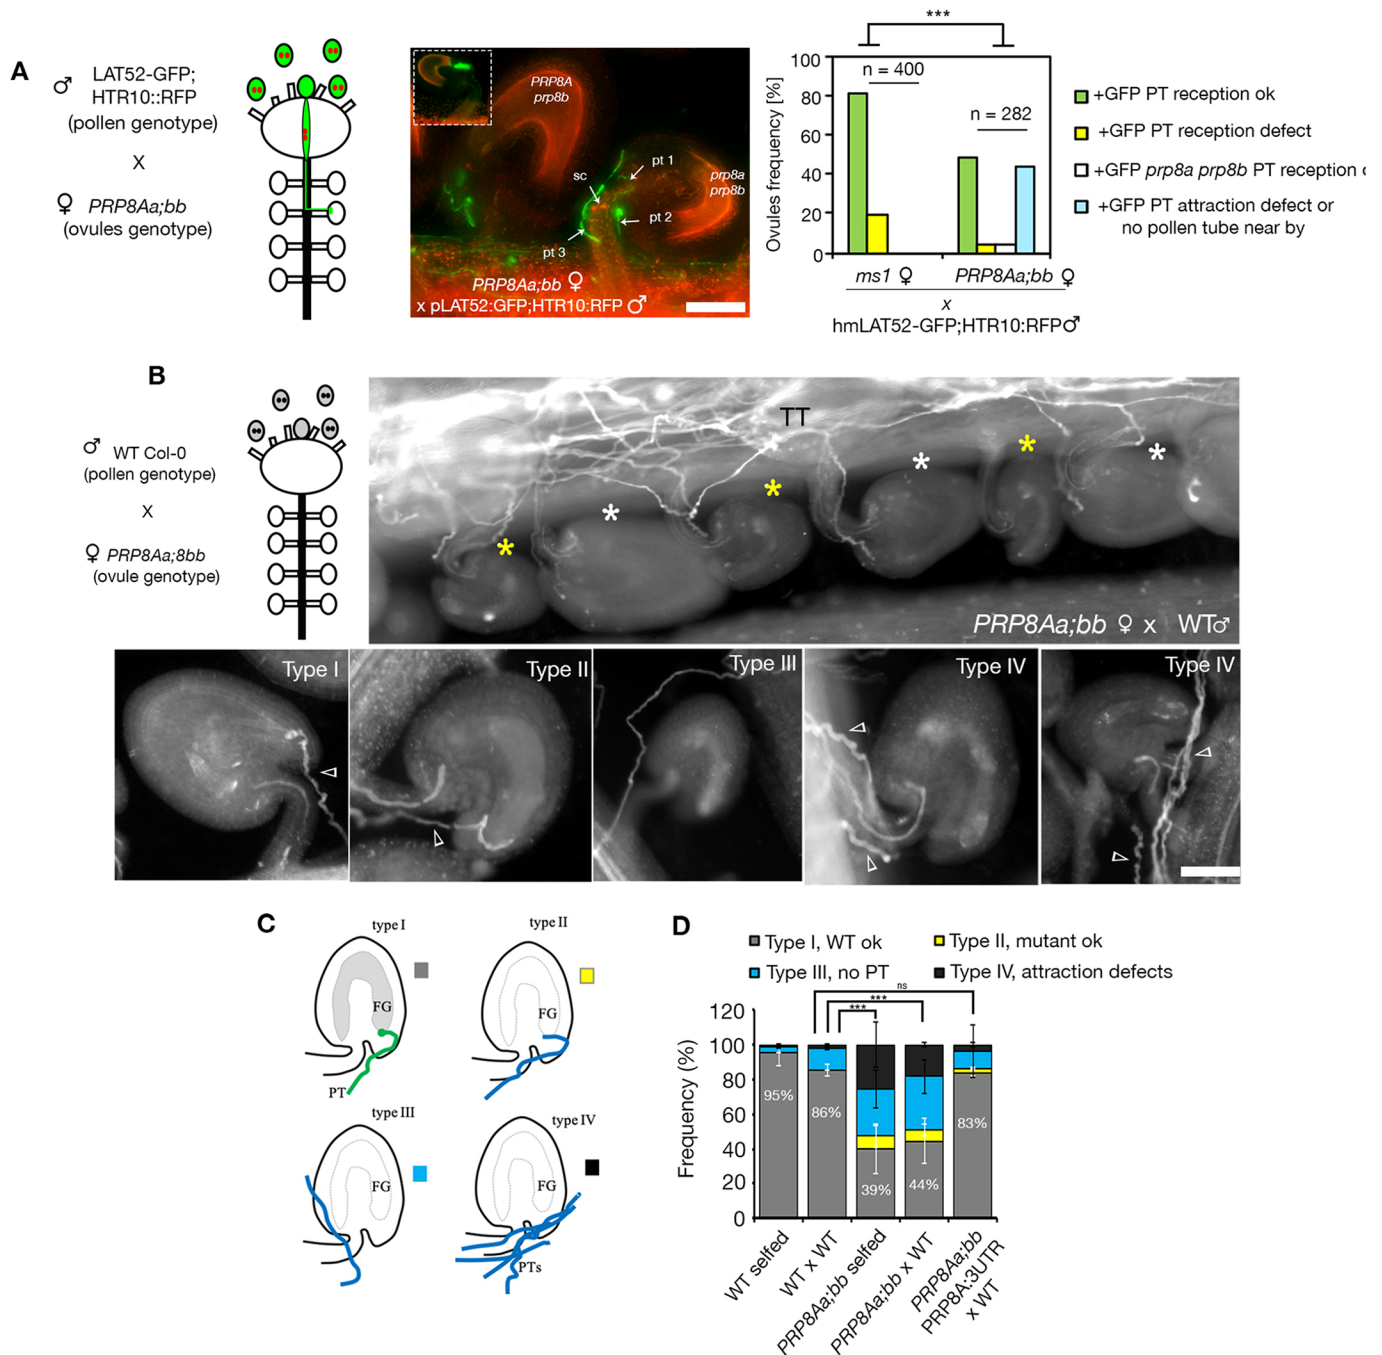 A
♂ LAT52-GFP;
HTR10::RFP
(pollen genotype)
X
♀ PRP8Aa;bb
(ovules genotype)
PRP8A
prp8b
pt 1
sc
prp8a
prp8b
pt 2
pt 3
PRP8Aa;bb ♀
x pLAT52:GFP;HTR10:RFP ♂
***
n = 400
n = 282
Ovules frequency [%]
100
80
60
40
20
0
ms1 ♀
PRP8Aa;bb ♀
x
hmLAT52-GFP;HTR10:RFP♂
+GFP PT reception ok
+GFP PT reception defect
+GFP prp8a prp8b PT reception
+GFP PT attraction defect or
no pollen tube near by
B
♂ WT Col-0
(pollen genotype)
X
♀ PRP8Aa;8bb
(ovule genotype)
TT
*
*
*
*
*
*
PRP8Aa;bb ♀ x WT♂
Type I
Type II
Type III
Type IV
Type IV
C
type I
FG
PT
type II
FG
type III
FG
type IV
FG
PTs
D
Type I, WT ok
Type II, mutant ok
Type III, no PT
Type IV, attraction defects
ns
***
***
Frequency (%)
120
100
80
60
40
20
0
95%
86%
39%
44%
83%
WT selfed
WT x WT
PRP8Aa;bb selfed
PRP8Aa;bb x WT
PRP8Aa;bb
PRP8A:3UTR
x WT